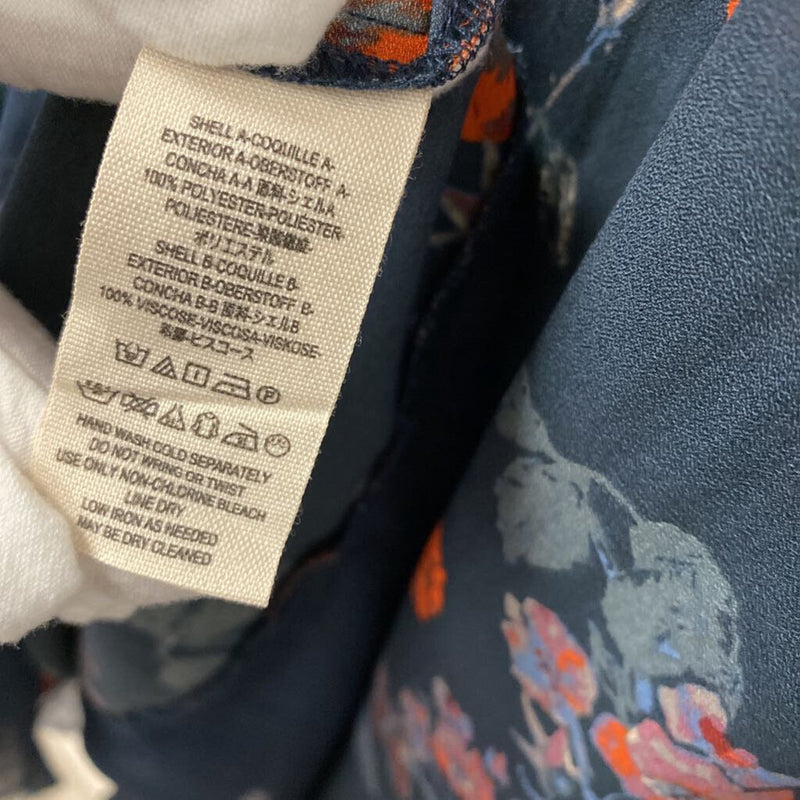 SHELL A-COQUILLE A-
EXTERIOR A-OBERSTOFF A-
CONCHA A-A 面料-シェルA
100% POLYESTER-POLIESTER-
POLIESTERE-聚酯纖維-
ポリエステル
SHELL B-COQUILLE B-
EXTERIOR B-OBERSTOFF B-
CONCHA B-B 面料-シェルB
100% VISCOSE-VISCOSA-VISKOSE-
粘膠-ビスコース
P
HAND WASH COLD SEPARATELY
DO NOT WRING OR TWIST
USE ONLY NON-CHLORINE BLEACH
LINE DRY
LOW IRON AS NEEDED
MAY BE DRY CLEANED